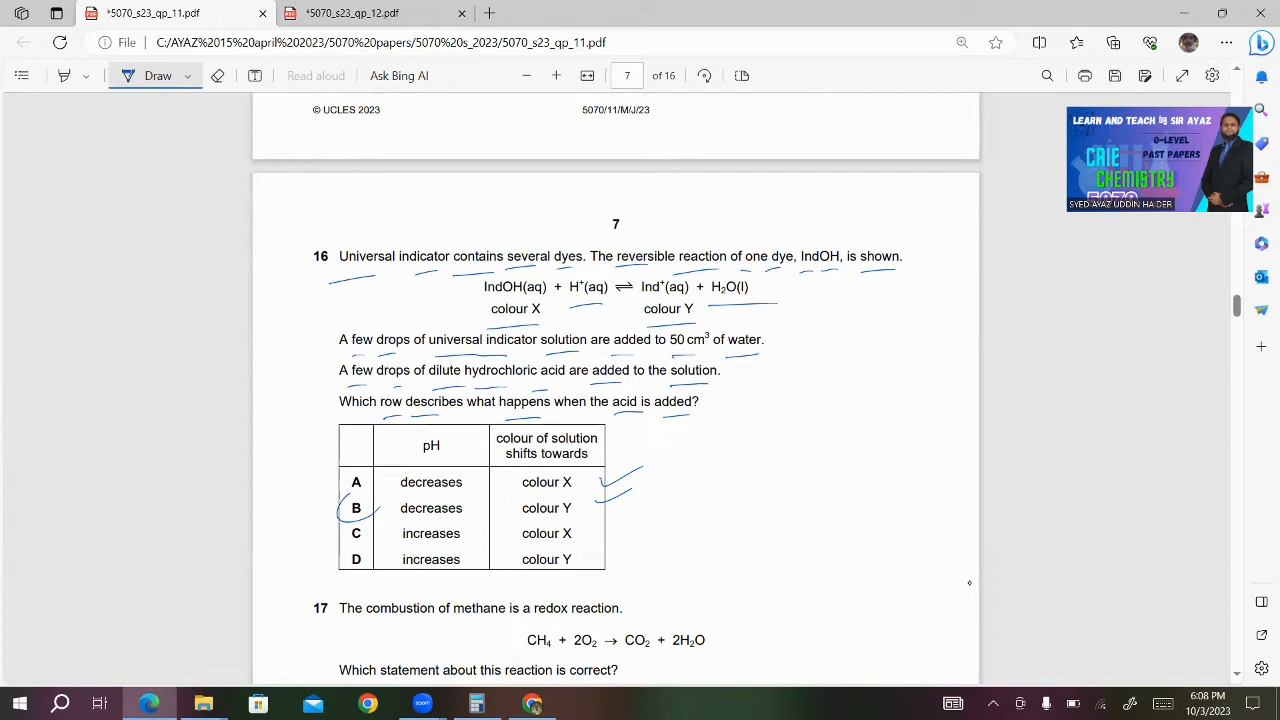 *5070_s23_qp_11.pdf
*5070_s22_qp_12.pdf
File
C:/AYAZ%2015%20april%202023/5070%20papers/5070%20s_2023/5070_s23_qp_11.pdf
Draw
Read aloud
Ask Bing AI
7
of 16
© UCLES 2023
5070/11/M/J/23
LEARN AND TEACH by SIR AYAZ
O-LEVEL
PAST PAPERS
CAIE
CHEMISTRY
5070
SYED AYAZ UDDIN HAIDER
7
16 Universal indicator contains several dyes. The reversible reaction of one dye, IndOH, is shown.
IndOH(aq) + H⁺(aq) ⇌ Ind⁺(aq) + H₂O(l)
colour X colour Y
A few drops of universal indicator solution are added to 50 cm³ of water.
A few drops of dilute hydrochloric acid are added to the solution.
Which row describes what happens when the acid is added?
pH
colour of solution
shifts towards
A decreases colour X
B decreases colour Y
C increases colour X
D increases colour Y
17 The combustion of methane is a redox reaction.
CH₄ + 2O₂ → CO₂ + 2H₂O
Which statement about this reaction is correct?
zoom
6:08 PM
10/3/2023